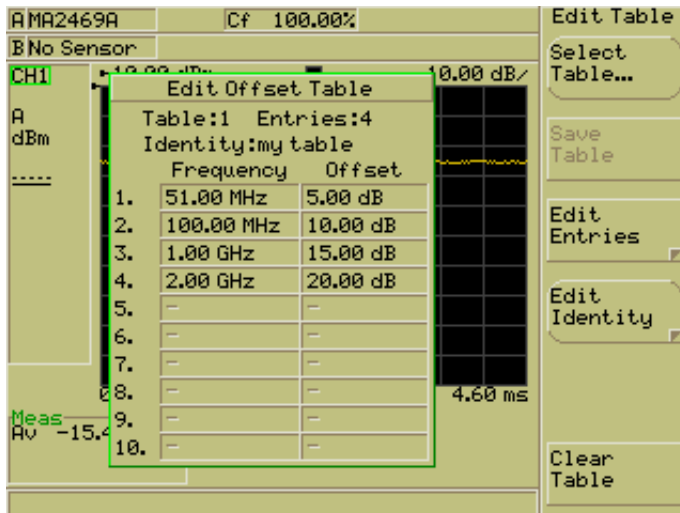 A MA2469A Cf 100.00%
B No Sensor
CH1
10.00 dB/
A
dBm
Edit Offset Table
Table:1 Entries:4
Identity:my table
Frequency Offset
1. 51.00 MHz 5.00 dB
2. 100.00 MHz 10.00 dB
3. 1.00 GHz 15.00 dB
4. 2.00 GHz 20.00 dB
5. – –
6. – –
7. – –
8. – –
9. – –
10. – –
4.60 ms
Meas
Av
Edit Table
Select
Table...
Save
Table
Edit
Entries
Edit
Identity
Clear
Table